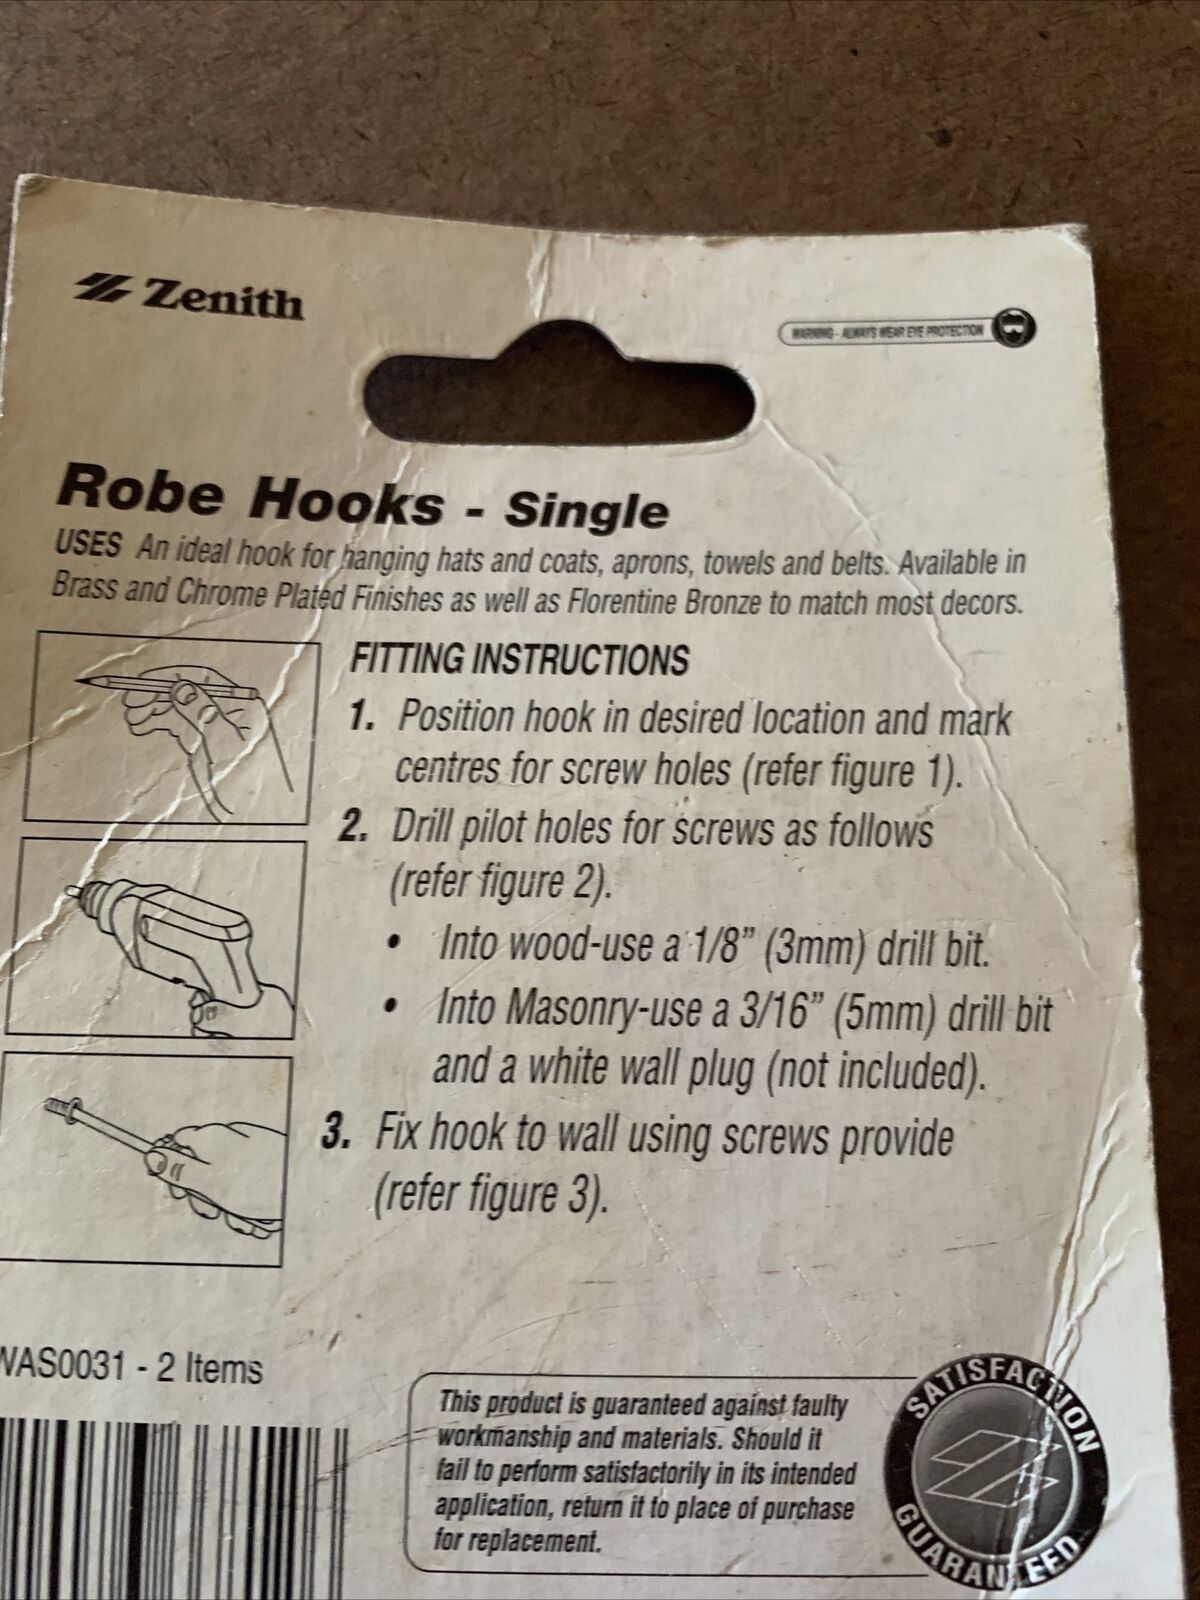 Zenith
WARNING - ALWAYS WEAR EYE PROTECTION
Robe Hooks - Single
USES An ideal hook for hanging hats and coats, aprons, towels and belts. Available in
Brass and Chrome Plated Finishes as well as Florentine Bronze to match most decors.
FITTING INSTRUCTIONS
1. Position hook in desired location and mark
centres for screw holes (refer figure 1).
2. Drill pilot holes for screws as follows
(refer figure 2).
• Into wood-use a 1/8” (3mm) drill bit.
• Into Masonry-use a 3/16” (5mm) drill bit
and a white wall plug (not included).
3. Fix hook to wall using screws provide
(refer figure 3).
WAS0031 - 2 Items
This product is guaranteed against faulty
workmanship and materials. Should it
fail to perform satisfactorily in its intended
application, return it to place of purchase
for replacement.
SATISFACTION
GUARANTEED